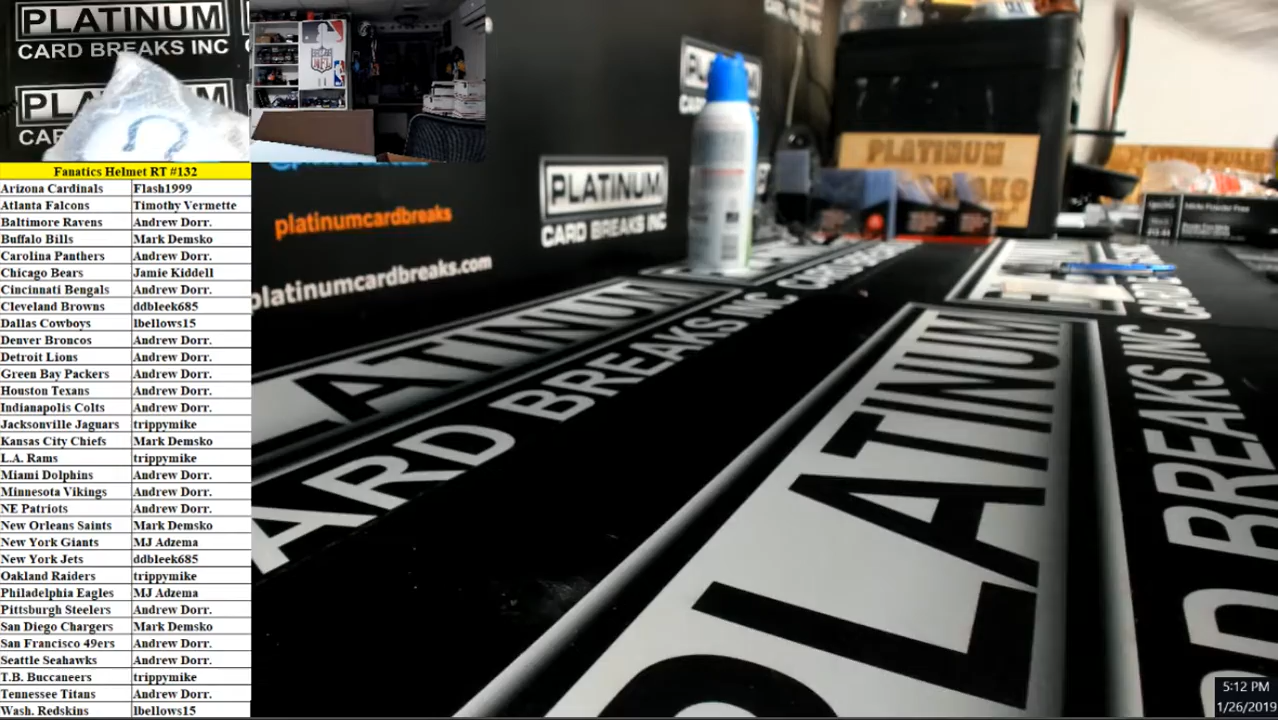 PLATINUM
CARD BREAKS INC
PLATINUM
CAR
?
NFL
Fanatics Helmet RT #132
Arizona Cardinals Flash1999
Atlanta Falcons Timothy Vermette
Baltimore Ravens Andrew Dorr.
Buffalo Bills Mark Demsko
Carolina Panthers Andrew Dorr.
Chicago Bears Jamie Kiddell
Cincinnati Bengals Andrew Dorr.
Cleveland Browns ddbleek685
Dallas Cowboys lbellows15
Denver Broncos Andrew Dorr.
Detroit Lions Andrew Dorr.
Green Bay Packers Andrew Dorr.
Houston Texans Andrew Dorr.
Indianapolis Colts Andrew Dorr.
Jacksonville Jaguars trippymike
Kansas City Chiefs Mark Demsko
L.A. Rams trippymike
Miami Dolphins Andrew Dorr.
Minnesota Vikings Andrew Dorr.
NE Patriots Andrew Dorr.
New Orleans Saints Mark Demsko
New York Giants MJ Adzema
New York Jets ddbleek685
Oakland Raiders trippymike
Philadelphia Eagles MJ Adzema
Pittsburgh Steelers Andrew Dorr.
San Diego Chargers Mark Demsko
San Francisco 49ers Andrew Dorr.
Seattle Seahawks Andrew Dorr.
T.B. Buccaneers trippymike
Tennessee Titans Andrew Dorr.
Wash. Redskins lbellows15
platinumcardbreaks
platinumcardbreaks.com
PLATINUM
CARD BREAKS INC
PLATINUM
BREAKS
LATINUM
ARD BREAKS INC
CARD BREAKS
PLATINUM
CARD
D BREAKS INC
5:12 PM
1/26/2019